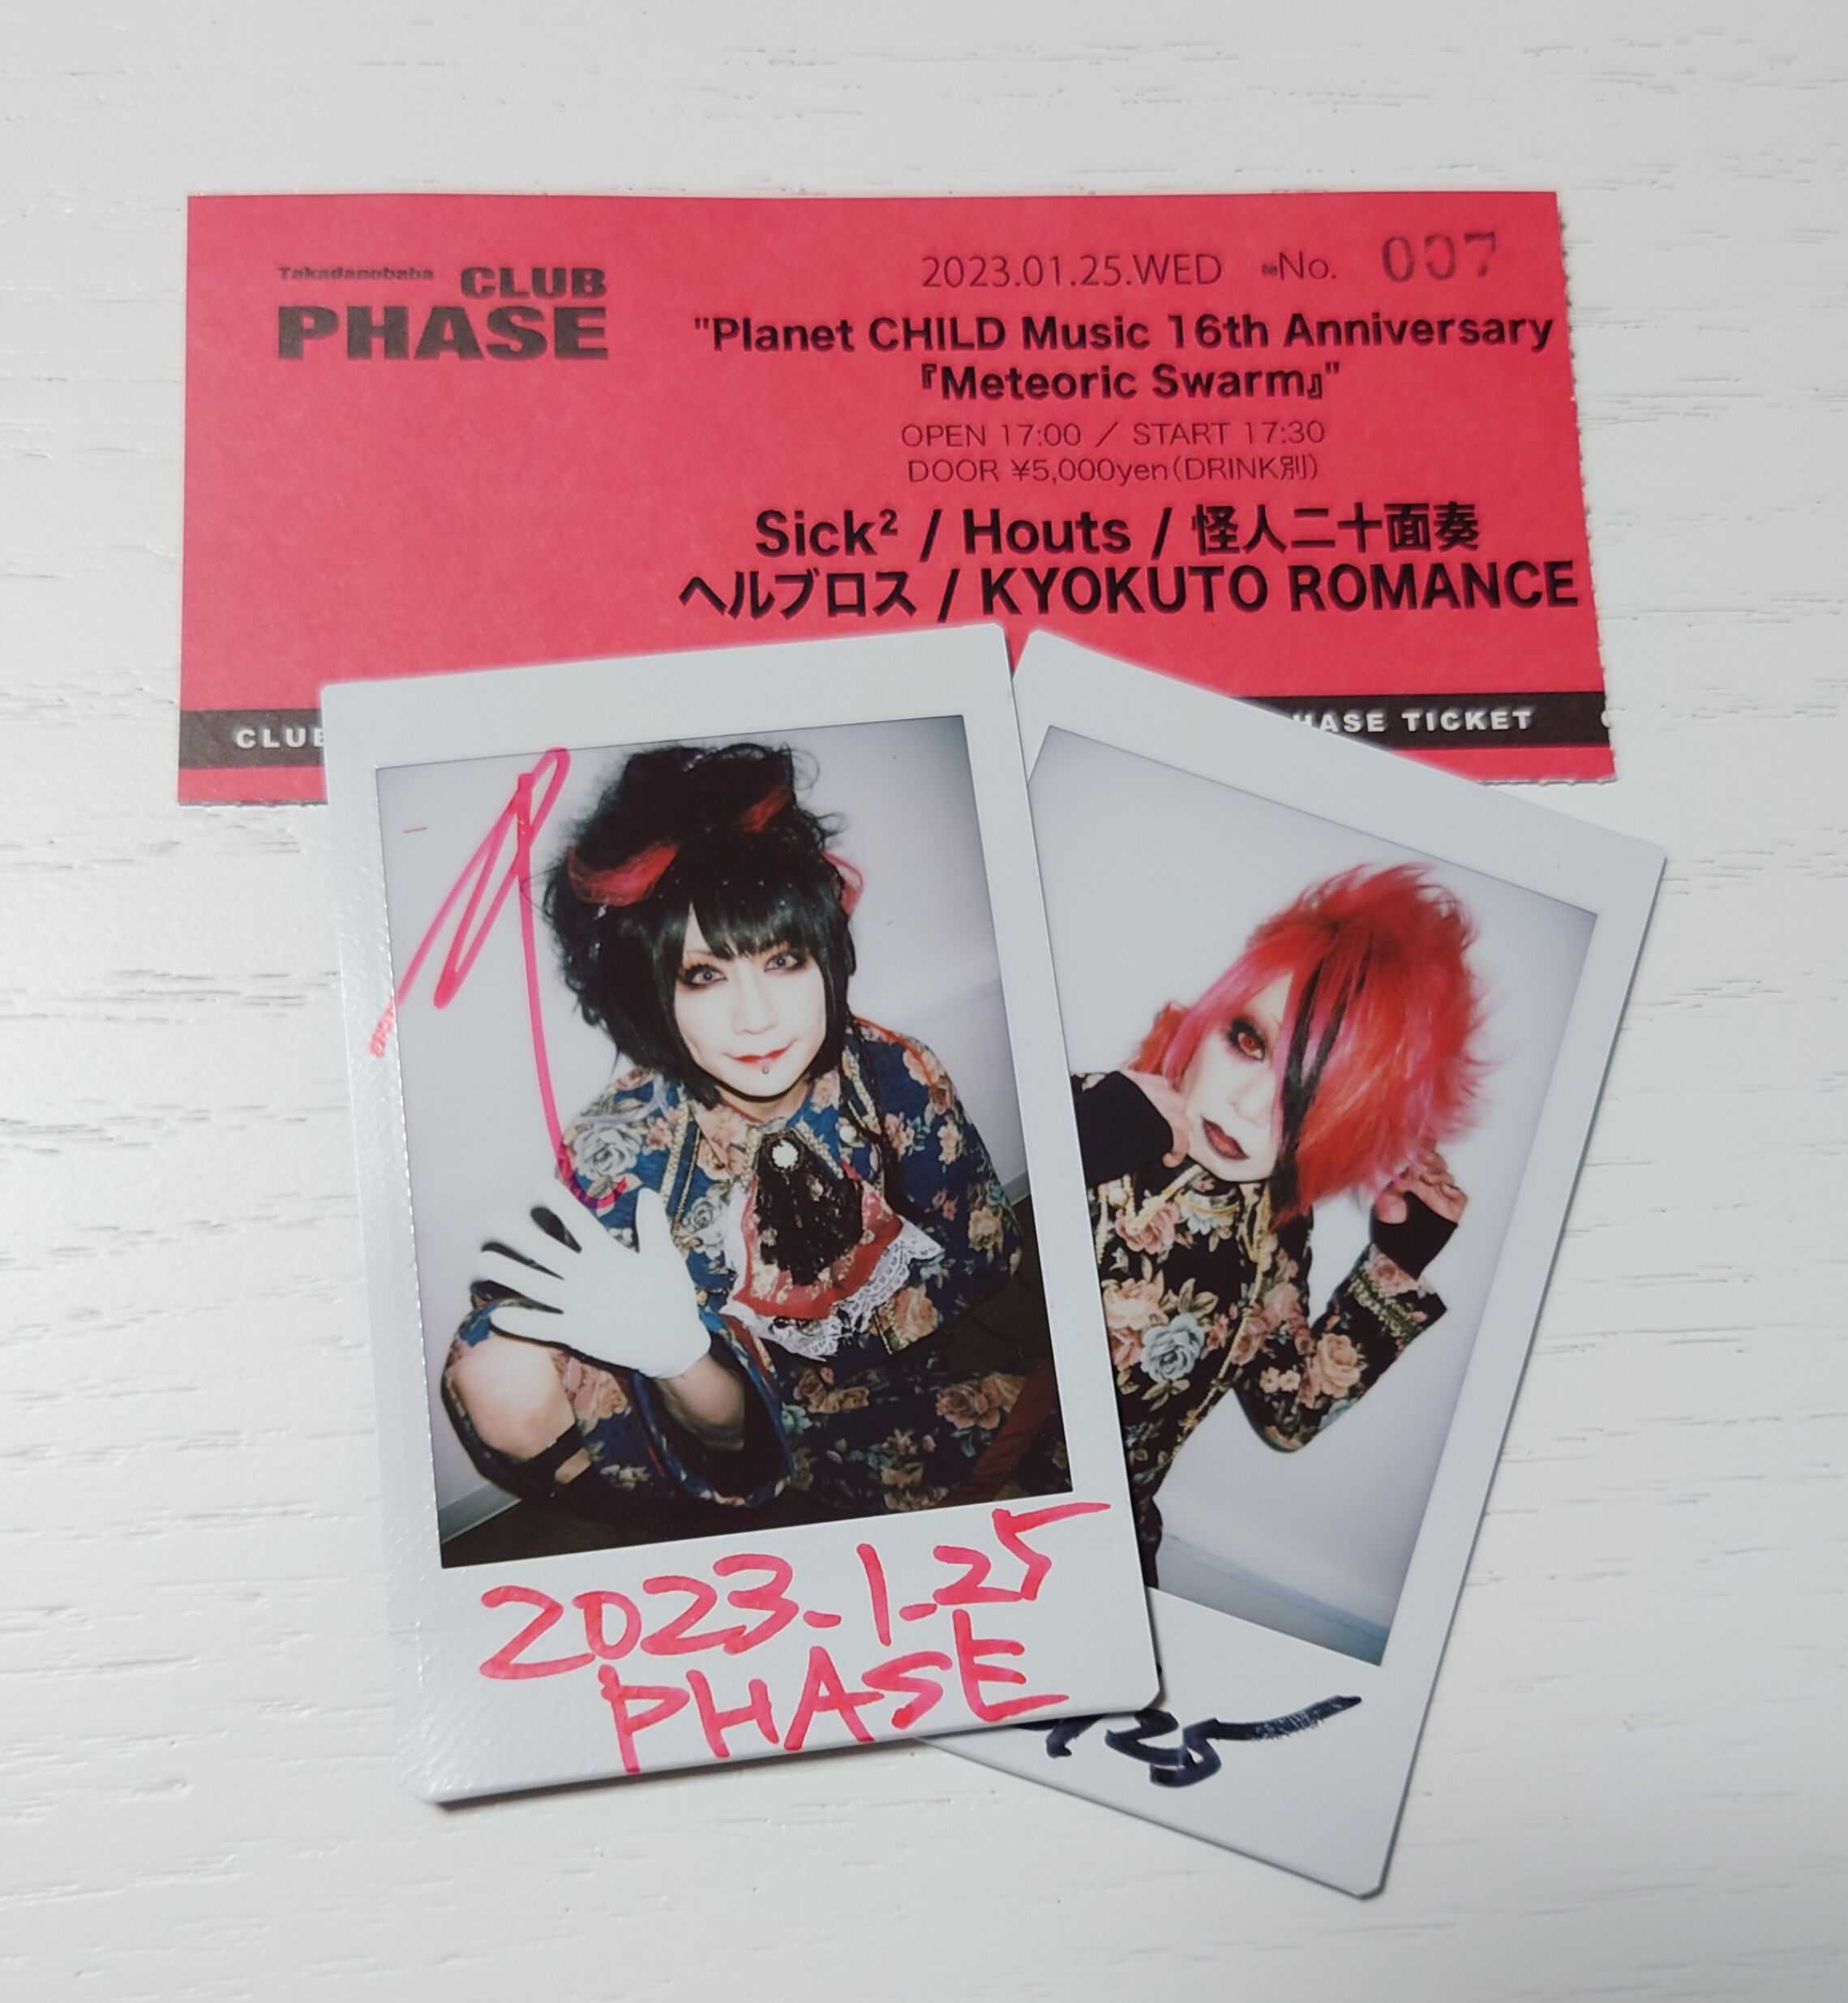 Takadanobaba CLUB
PHASE
2023.01.25.WED No. 007
"Planet CHILD Music 16th Anniversary
『Meteoric Swarm』"
OPEN 17:00 / START 17:30
DOOR ¥5,000yen(DRINK別)
Sick² / Houts / 怪人二十面奏
ヘルブロス / KYOKUTO ROMANCE
TICKET
2023.1.25
PHASE
25